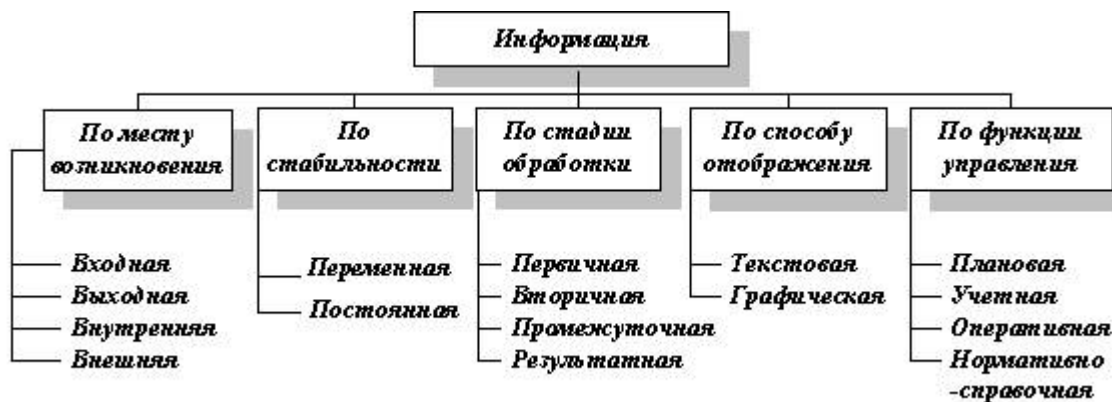 Информация
По месту
возникновения
По
стабильности
По стадии
обработки
По способу
отображения
По функции
управления
Входная
Выходная
Внутренняя
Внешняя
Переменная
Постоянная
Первичная
Вторичная
Промежуточная
Результатная
Текстовая
Графическая
Плановая
Учетная
Оперативная
Нормативно
-справочная